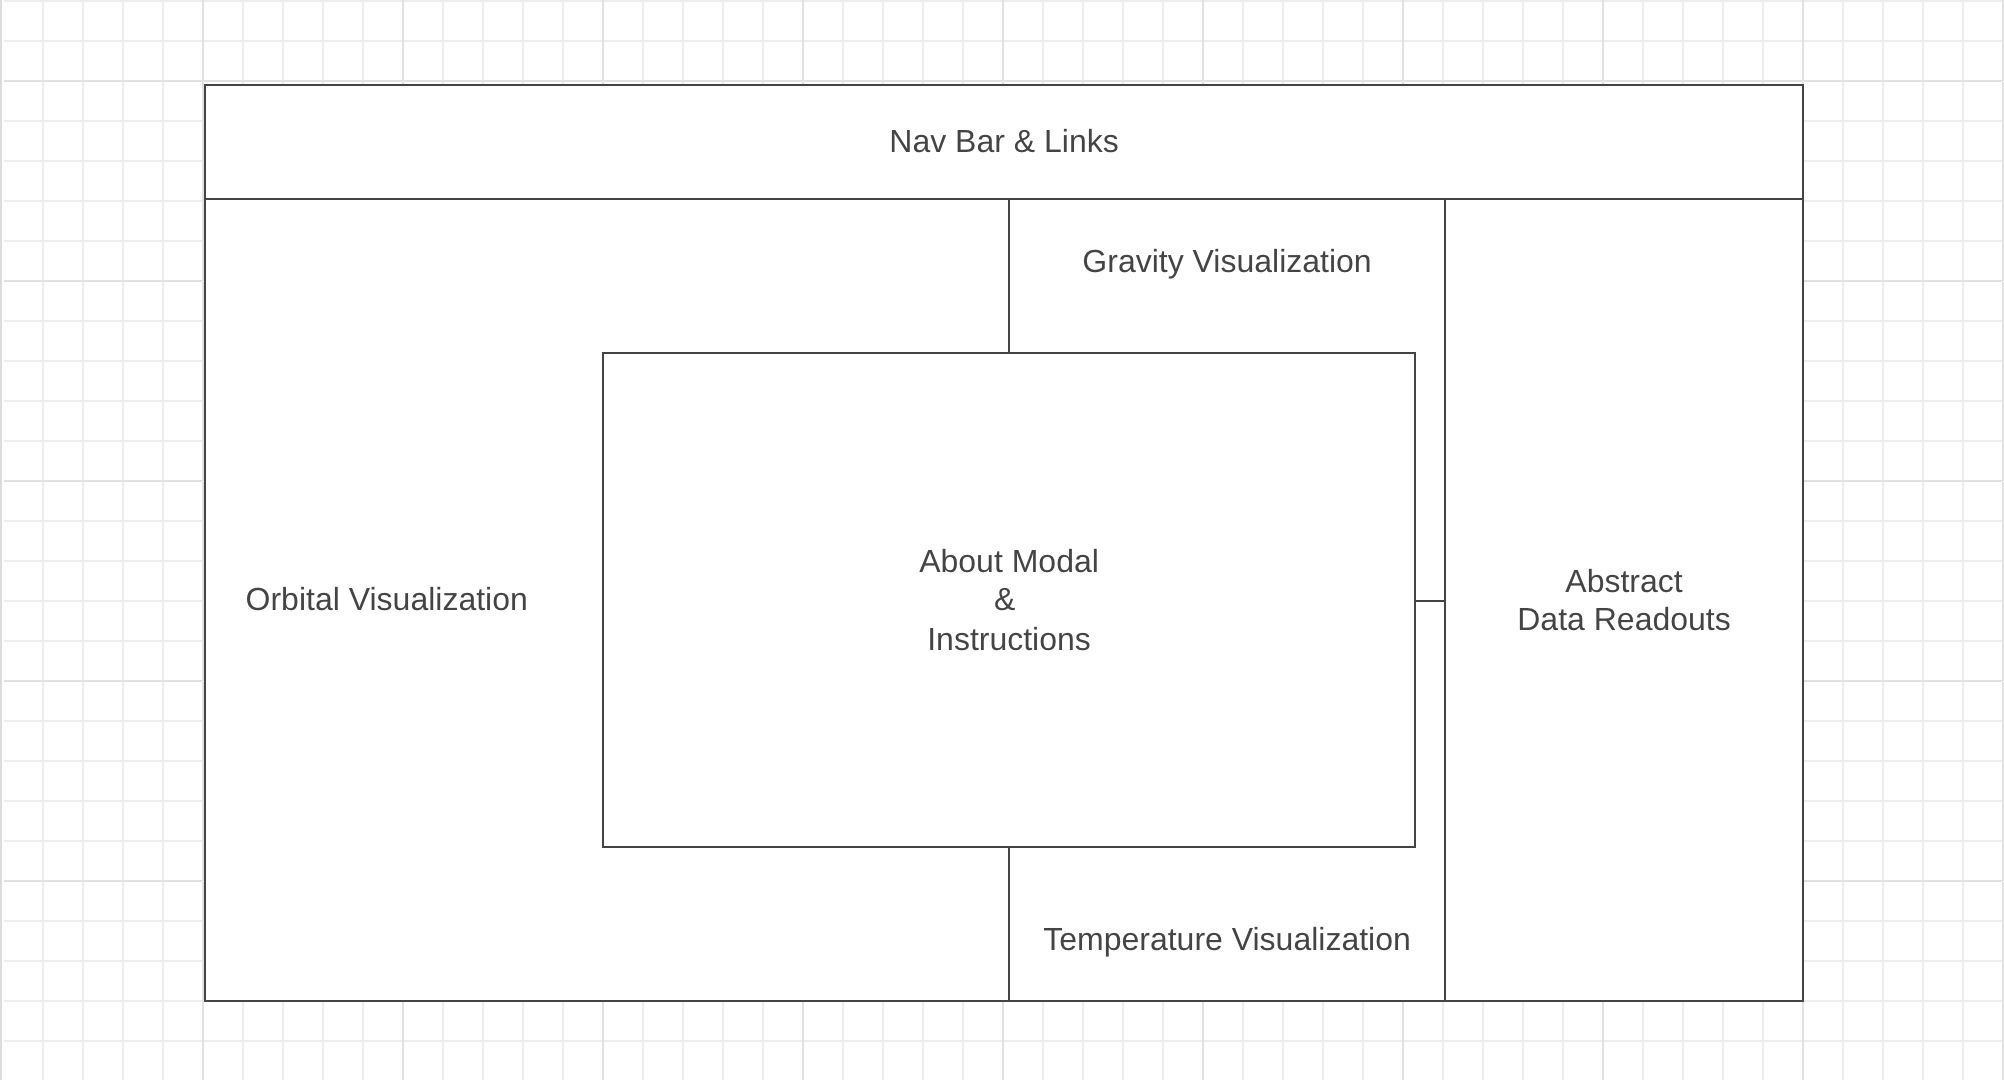 Nav Bar & Links
Gravity Visualization
Orbital Visualization
About Modal
&
Instructions
Abstract
Data Readouts
Temperature Visualization